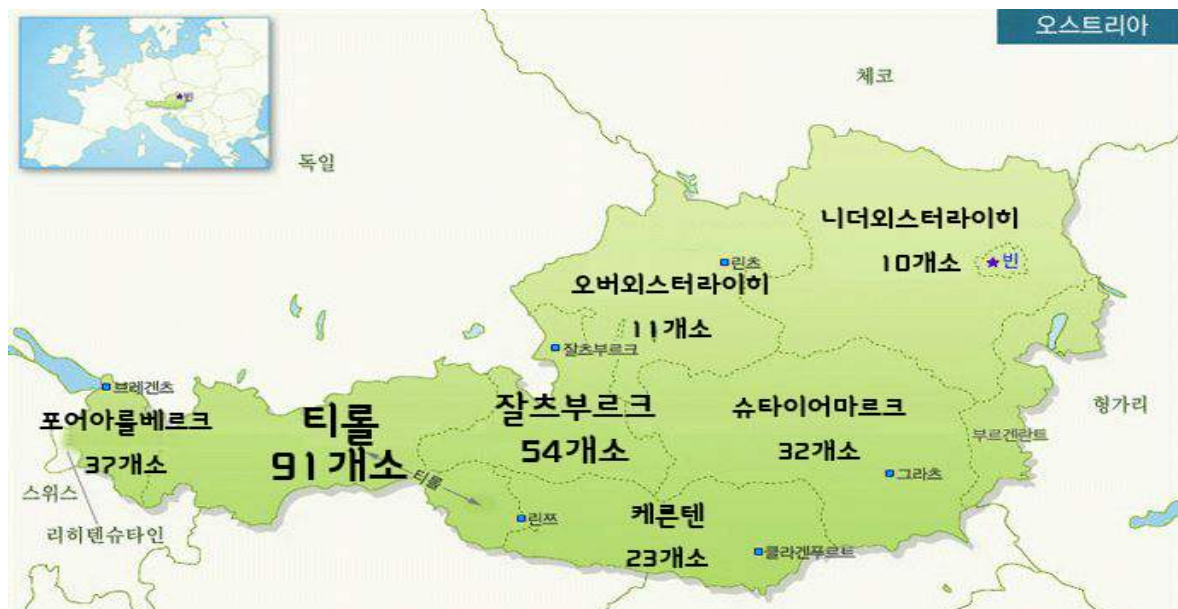 오스트리아
빈
체코
독일
니더외스터라이히
10개소
빈
린츠
오버외스터라이히
11개소
잘츠부르크
브레겐츠
포어아를베르크
37개소
티롤
91개소
잘츠부르크
54개소
슈타이어마르크
32개소
헝가리
부르겐란트
그라츠
티롤
스위스
리히텐슈타인
린쯔
케른텐
23개소
클라겐푸르트